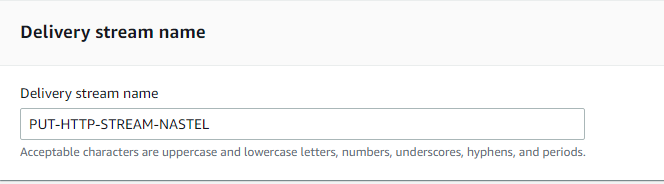 Delivery stream name
Delivery stream name
PUT-HTTP-STREAM-NASTEL
Acceptable characters are uppercase and lowercase letters, numbers, underscores, hyphens, and periods.